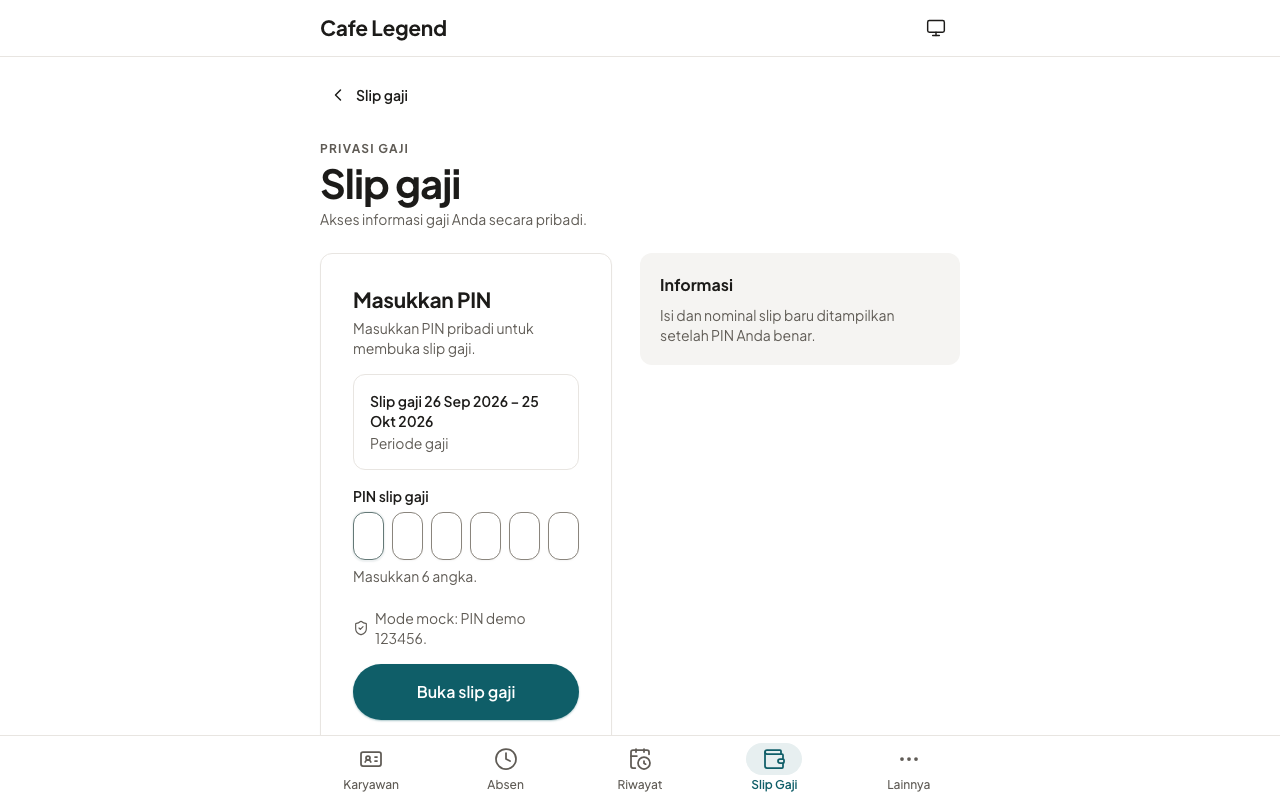 Cafe Legend
Slip gaji
PRIVASI GAJI
Slip gaji
Akses informasi gaji Anda secara pribadi.
Masukkan PIN
Masukkan PIN pribadi untuk
membuka slip gaji.
Slip gaji 26 Sep 2026 – 25
Okt 2026
Periode gaji
PIN slip gaji
Masukkan 6 angka.
Mode mock: PIN demo
123456.
Buka slip gaji
Informasi
Isi dan nominal slip baru ditampilkan
setelah PIN Anda benar.
Karyawan
Absen
Riwayat
Slip Gaji
Lainnya